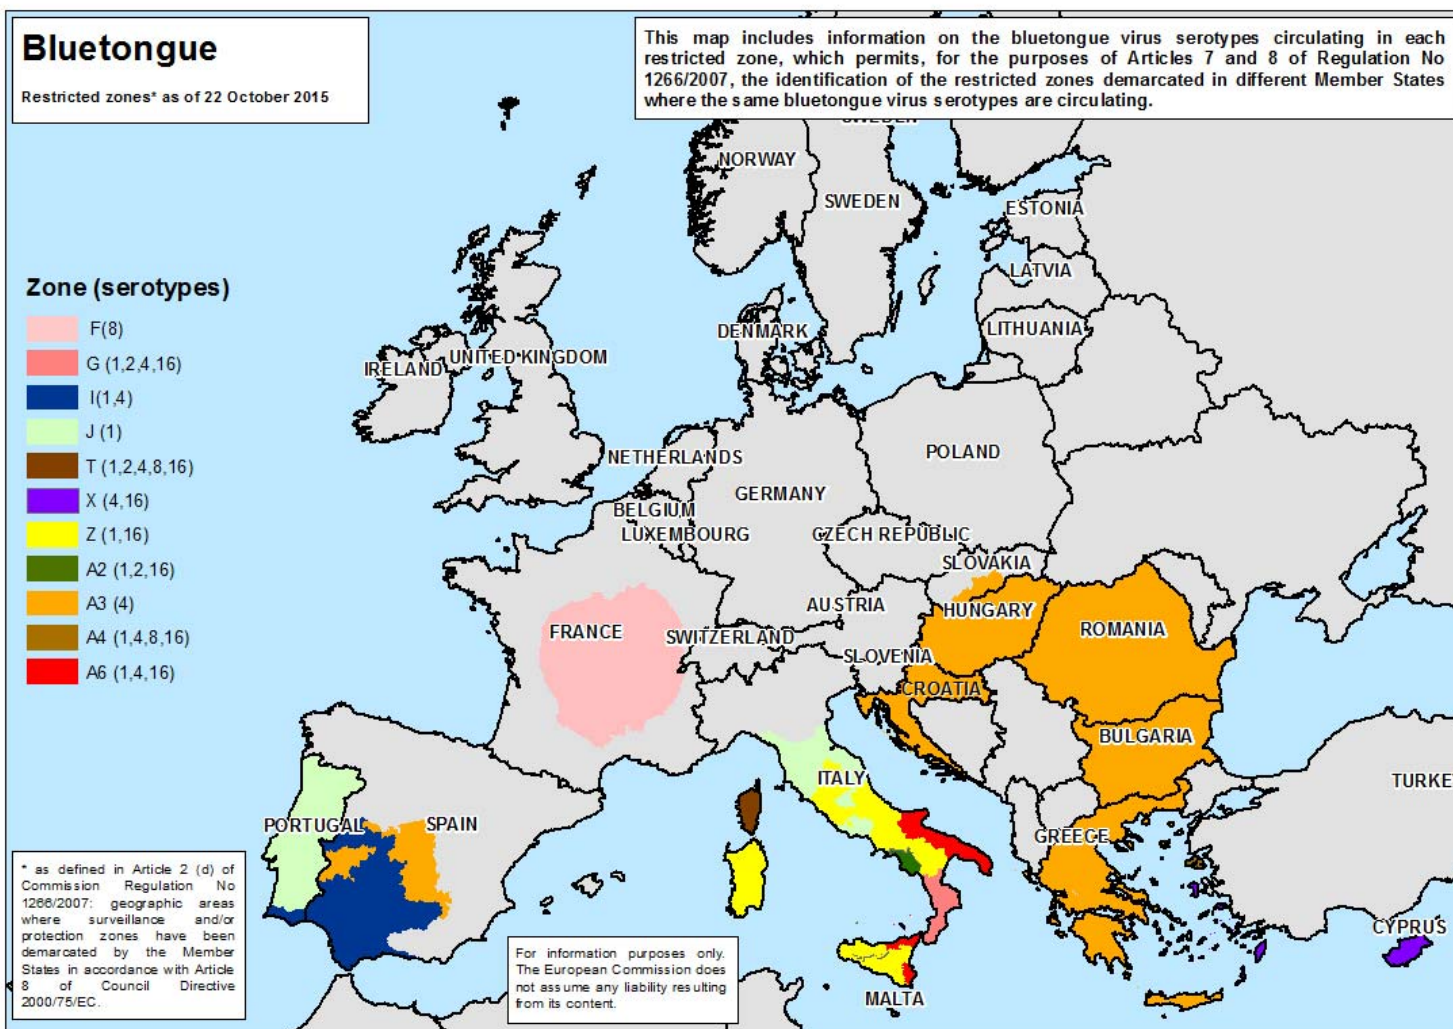 Bluetongue
Restricted zones* as of 22 October 2015
This map includes information on the bluetongue virus serotypes circulating in each
restricted zone, which permits, for the purposes of Articles 7 and 8 of Regulation No
1266/2007, the identification of the restricted zones demarcated in different Member States
where the same bluetongue virus serotypes are circulating.
SWEDEN
NORWAY
SWEDEN
ESTONIA
LATVIA
LITHUANIA
DENMARK
IRELAND
UNITED KINGDOM
NETHERLANDS
POLAND
GERMANY
BELGIUM
LUXEMBOURG
CZECH REPUBLIC
SLOVAKIA
AUSTRIA
HUNGARY
FRANCE
SWITZERLAND
ROMANIA
SLOVENIA
CROATIA
BULGARIA
ITALY
TURKE
PORTUGAL
SPAIN
GREECE
CYPRUS
MALTA
Zone (serotypes)
F(8)
G (1,2,4,16)
I(1,4)
J (1)
T (1,2,4,8,16)
X (4,16)
Z (1,16)
A2 (1,2,16)
A3 (4)
A4 (1,4,8,16)
A6 (1,4,16)
* as defined in Article 2 (d) of
Commission Regulation No
1266/2007: geographic areas
where surveillance and/or
protection zones have been
demarcated by the Member
States in accordance with Article
8 of Council Directive
2000/75/EC.
For information purposes only.
The European Commission does
not assume any liability resulting
from its content.